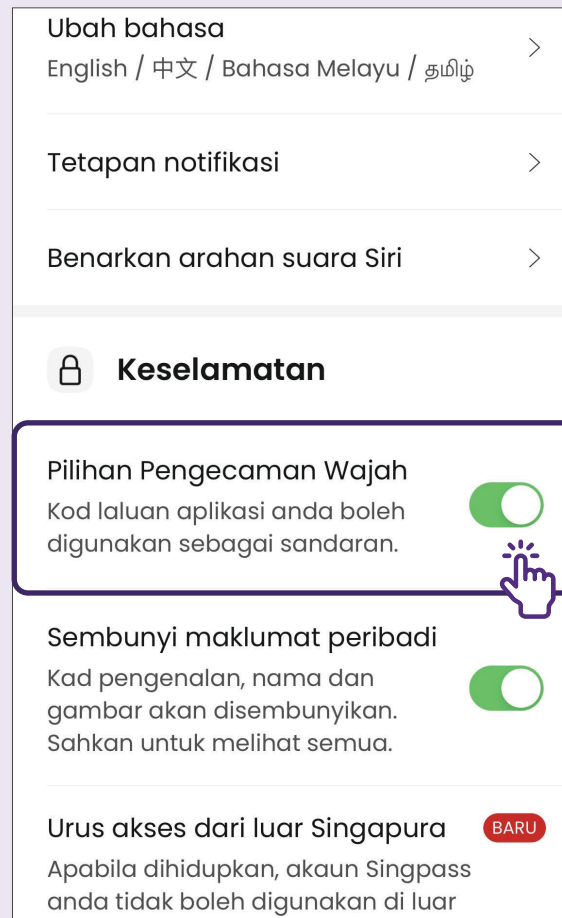 Ubah bahasa
English / 中文 / Bahasa Melayu / தமிழ்
Tetapan notifikasi
Benarkan arahan suara Siri
Keselamatan
Pilihan Pengecaman Wajah
Kod laluan aplikasi anda boleh
digunakan sebagai sandaran.
Sembunyi maklumat peribadi
Kad pengenalan, nama dan
gambar akan disembunyikan.
Sahkan untuk melihat semua.
Urus akses dari luar Singapura BARU
Apabila dihidupkan, akaun Singpass
anda tidak boleh digunakan di luar